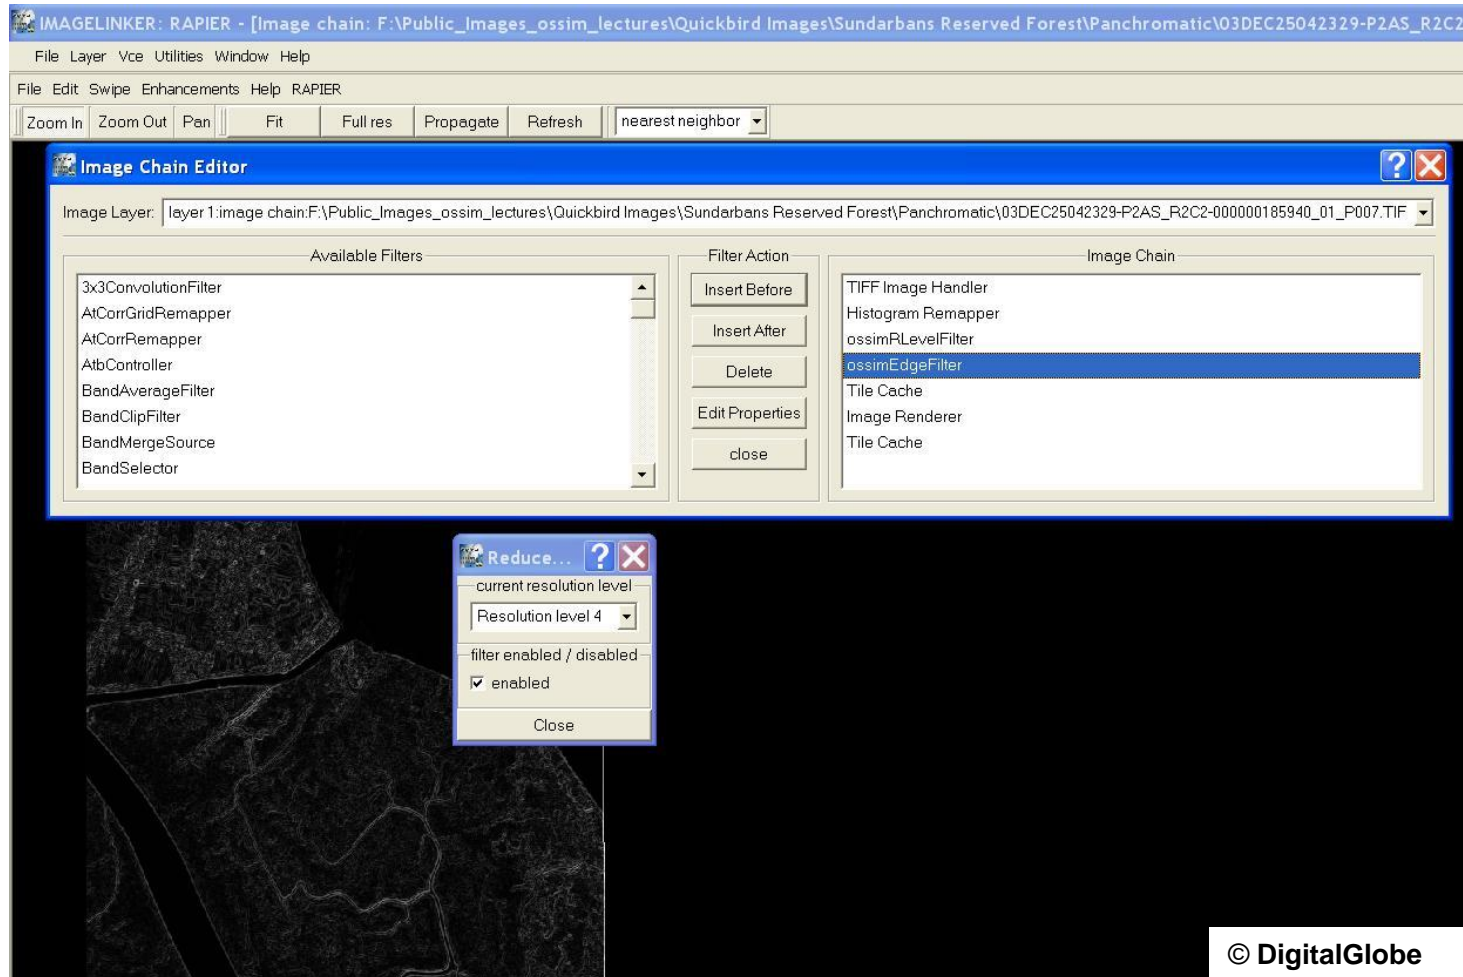 IMAGELINKER: RAPIER - [Image chain: F:\Public_Images_ossim_lectures\Quickbird Images\Sundarbans Reserved Forest\Panchromatic\03DEC25042329-P2AS_R2C2
File Layer Vce Utilities Window Help
File Edit Swipe Enhancements Help RAPIER
Zoom In Zoom Out Pan Fit Full res Propagate Refresh nearest neighbor
Image Chain Editor
Image Layer: layer 1:image chain:F:\Public_Images_ossim_lectures\Quickbird Images\Sundarbans Reserved Forest\Panchromatic\03DEC25042329-P2AS_R2C2-000000185940_01_P007.TIF
Available Filters
3x3ConvolutionFilter
AtCorrGridRemapper
AtCorrRemapper
AtbController
BandAverageFilter
BandClipFilter
BandMergeSource
BandSelector
Filter Action
Insert Before
Insert After
Delete
Edit Properties
close
Image Chain
TIFF Image Handler
Histogram Remapper
ossimRLevelFilter
ossimEdgeFilter
Tile Cache
Image Renderer
Tile Cache
Reduce...
current resolution level
Resolution level 4
filter enabled / disabled
enabled
Close
© DigitalGlobe